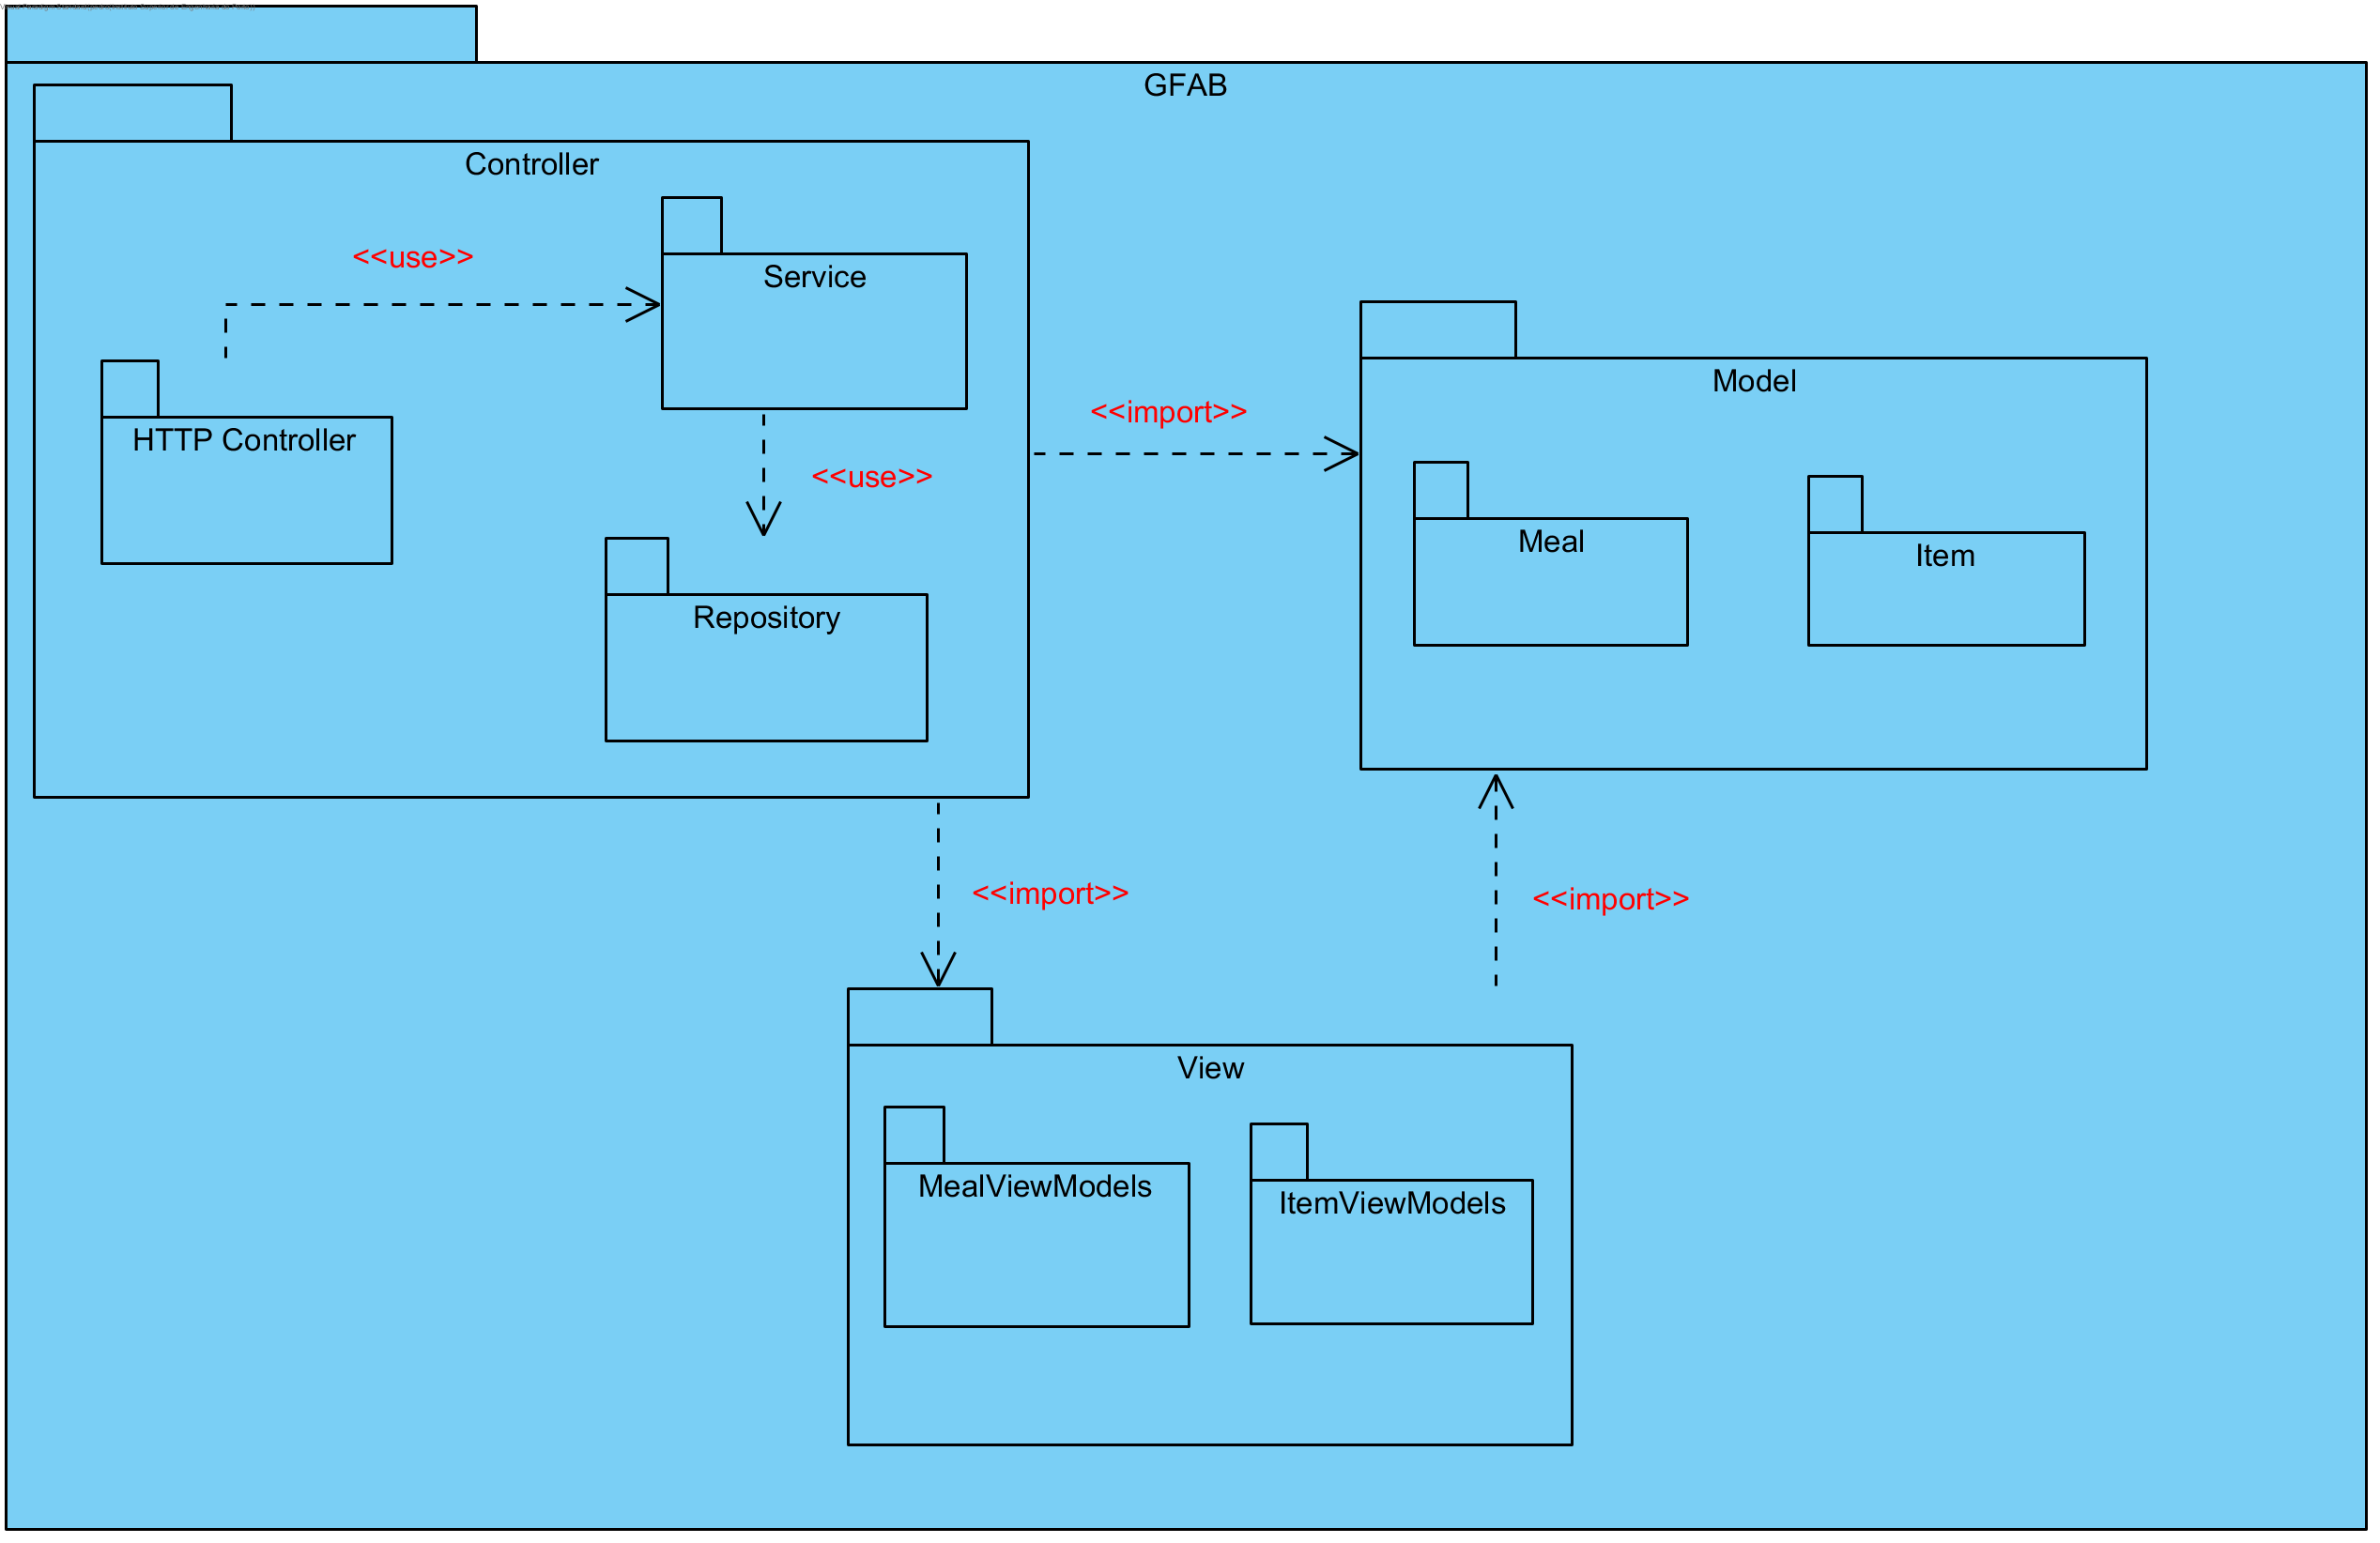 GFAB
Controller
<<use>>
Service
HTTP Controller
<<use>>
Repository
<<import>>
Model
Meal
Item
<<import>>
<<import>>
View
MealViewModels
ItemViewModels